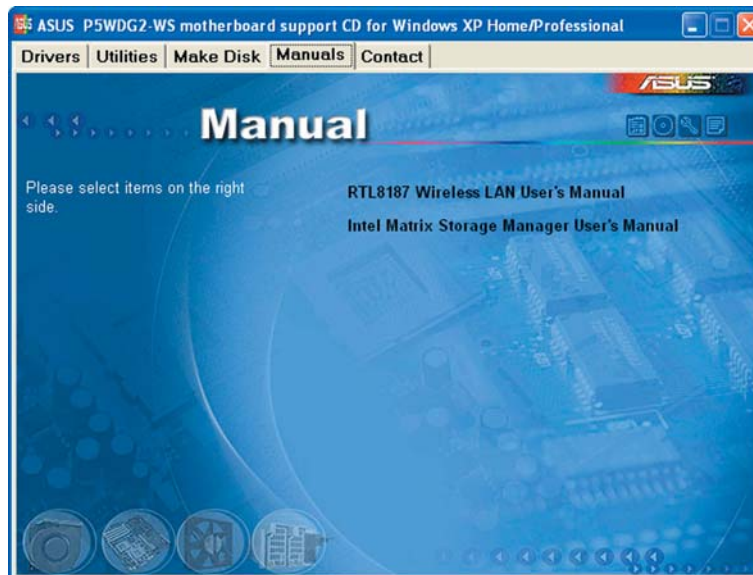 ASUS P5WDG2-WS motherboard support CD for Windows XP Home/Professional
Drivers Utilities Make Disk Manuals Contact
ASUS
Manual
Please select items on the right
side.
RTL8187 Wireless LAN User's Manual
Intel Matrix Storage Manager User's Manual